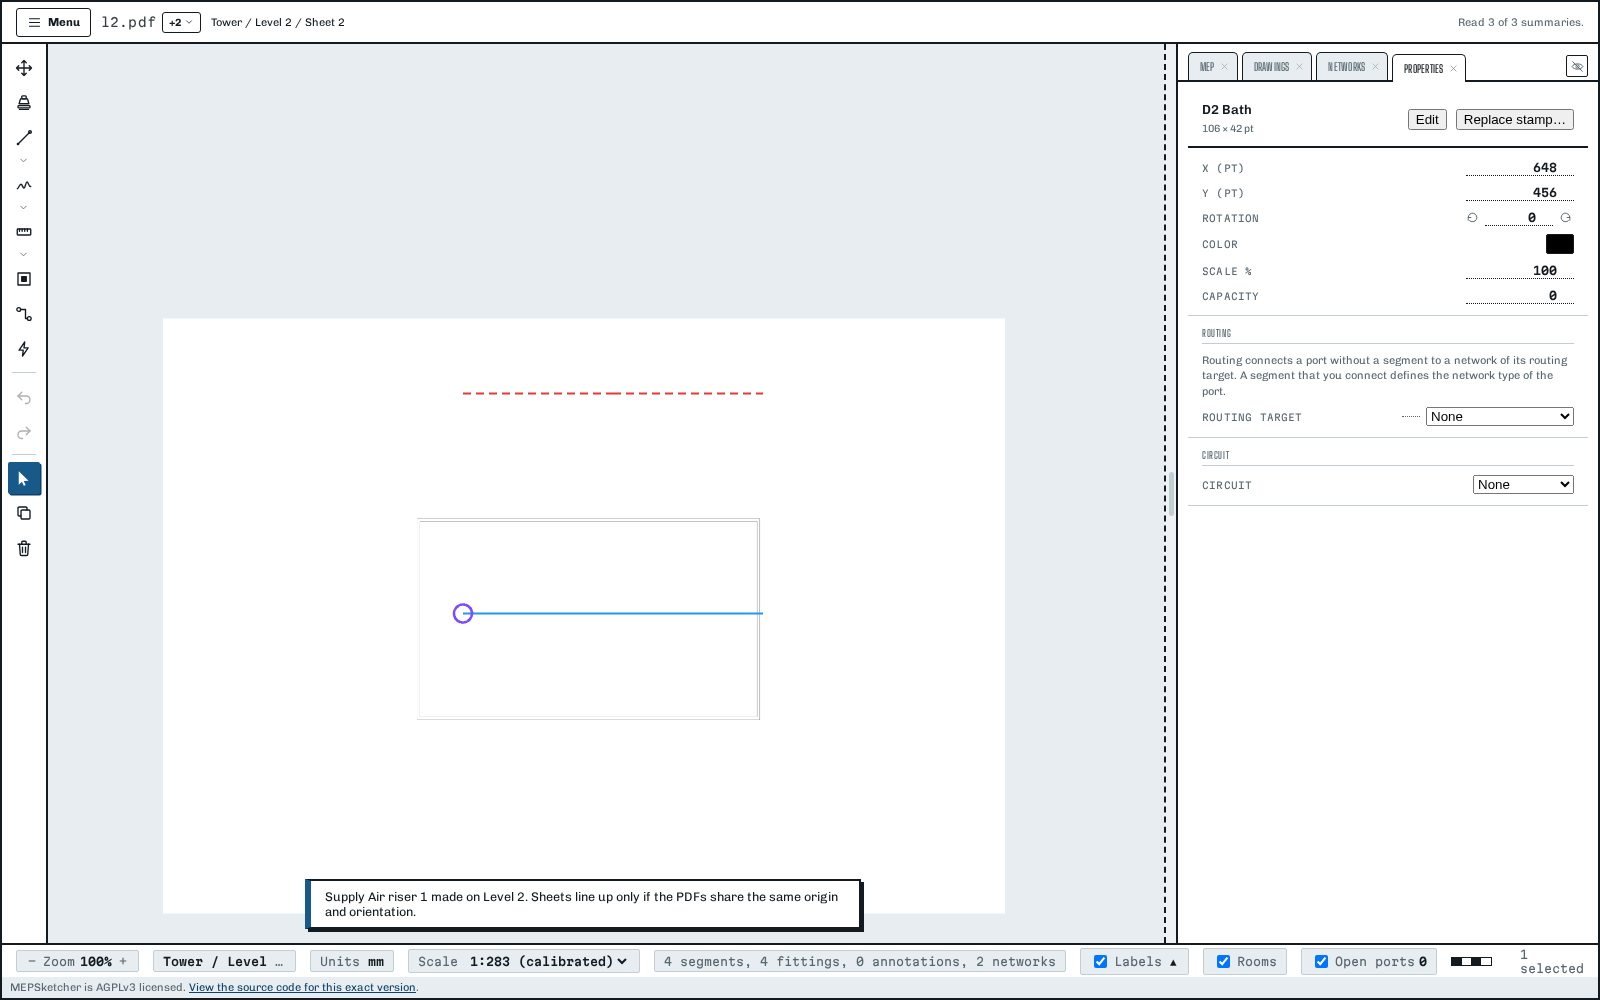 Menu
l2.pdf
+2
Tower / Level 2 / Sheet 2
Read 3 of 3 summaries.
MEP
DRAWINGS
NETWORKS
PROPERTIES
D2 Bath
106 × 42 pt
Edit
Replace stamp…
X (PT)
648
Y (PT)
456
ROTATION
0
COLOR
SCALE %
100
CAPACITY
0
ROUTING
Routing connects a port without a segment to a network of its routing
target. A segment that you connect defines the network type of the
port.
ROUTING TARGET
None
CIRCUIT
CIRCUIT
None
Supply Air riser 1 made on Level 2. Sheets line up only if the PDFs share the same origin
and orientation.
− Zoom 100% +
Tower / Level …
Units mm
Scale 1:283 (calibrated)
4 segments, 4 fittings, 0 annotations, 2 networks
Labels ▲
Rooms
Open ports 0
1
selected
MEPSketcher is AGPLv3 licensed. View the source code for this exact version.